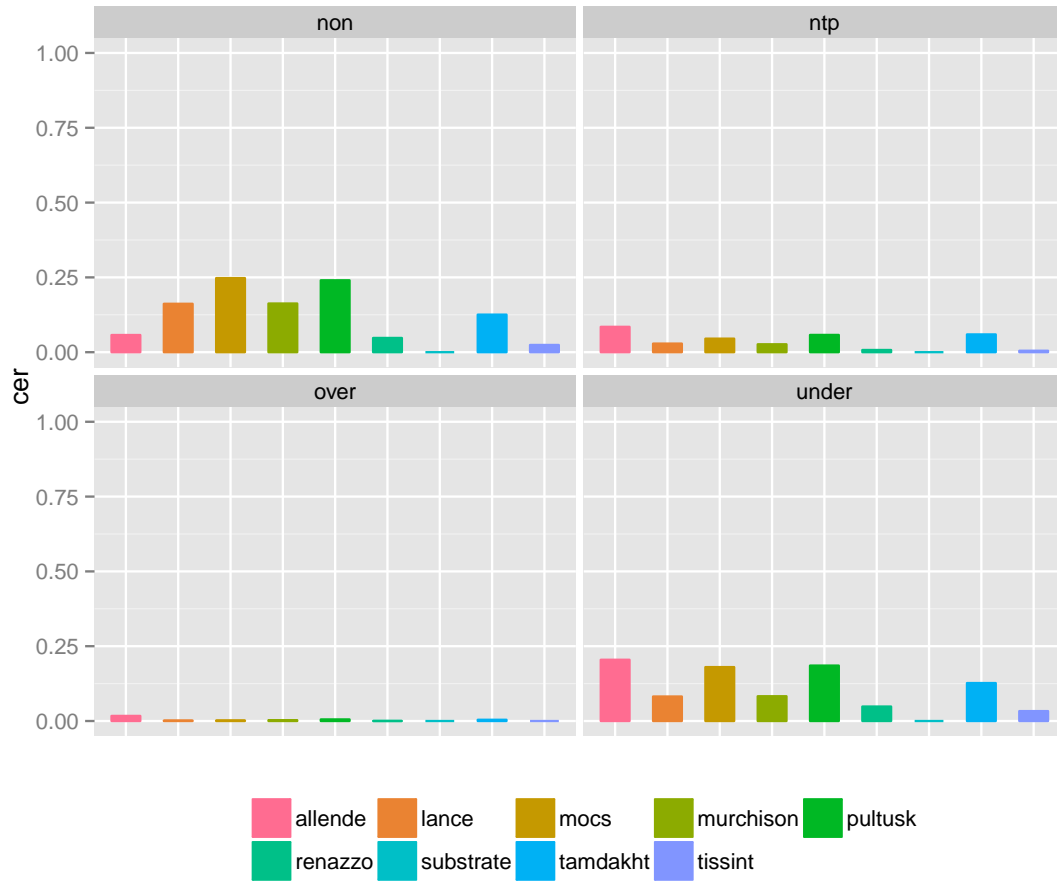 non ntp
1.00
0.75
0.50
0.25
0.00
cer
over under
1.00
0.75
0.50
0.25
0.00
allende lance mocs murchison pultusk
renazzo substrate tamdakht tissint